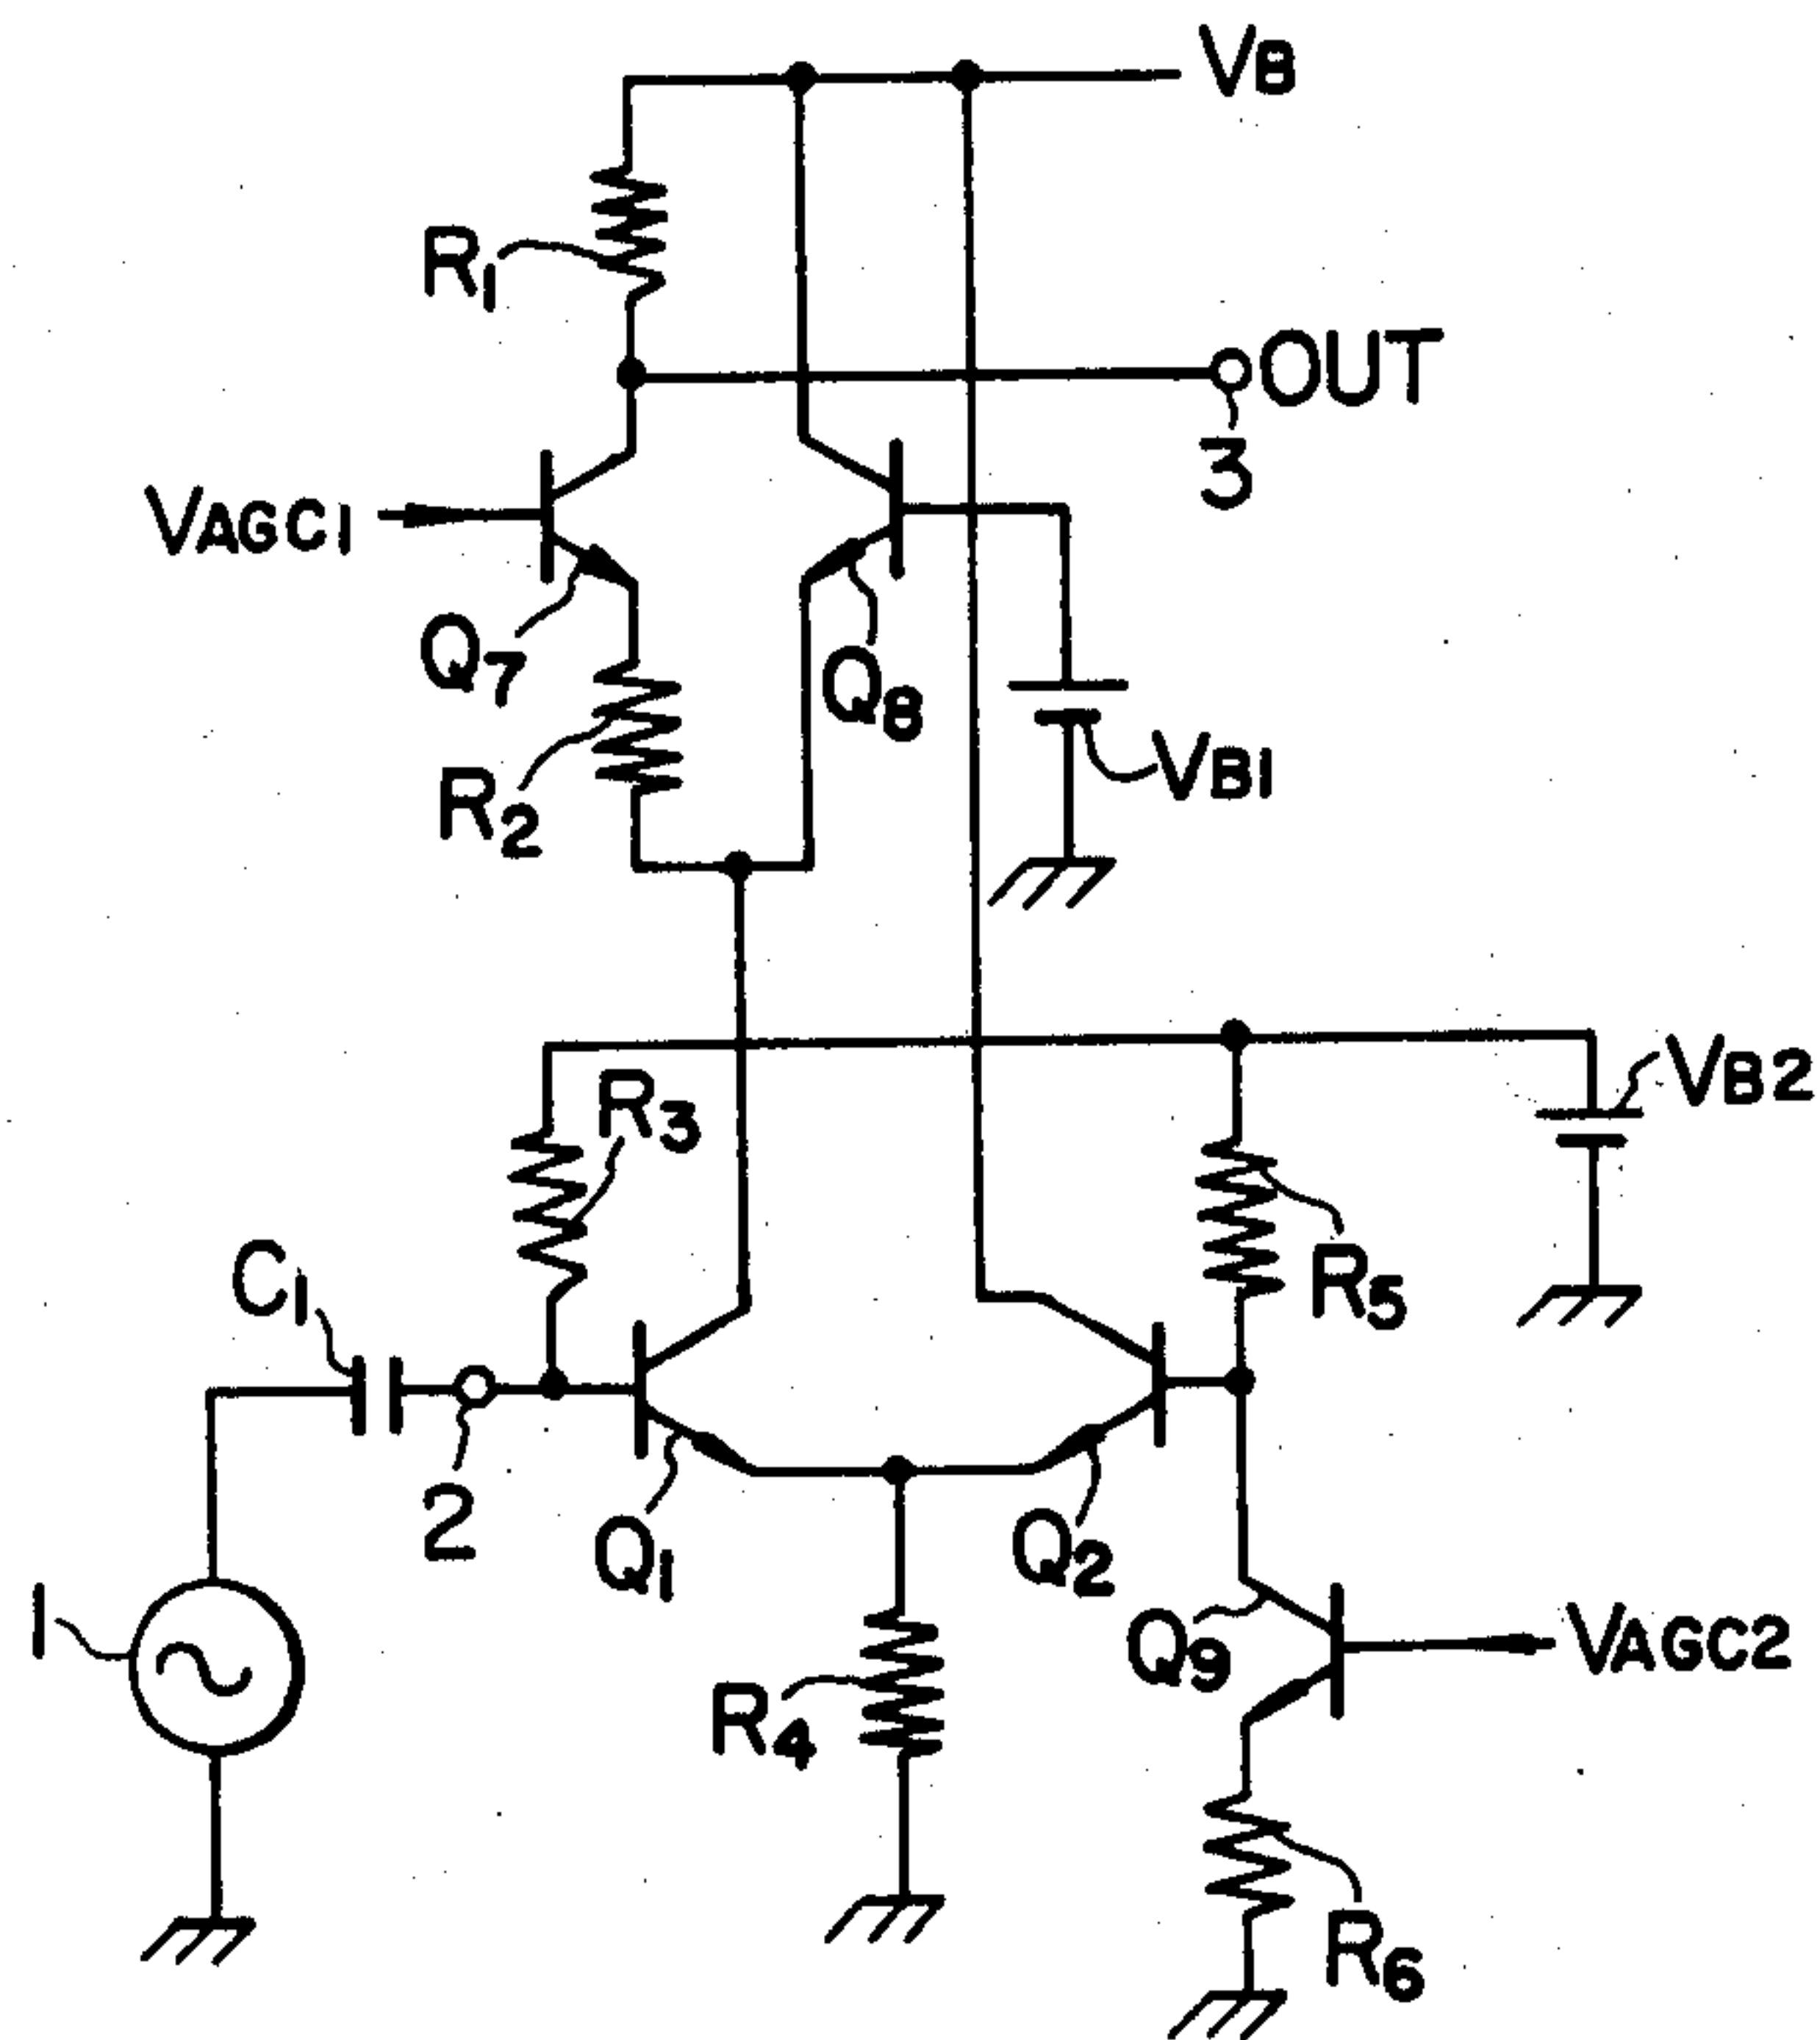 VB
R1
OUT
3
VAGC1
Q7
Q8
R2
VB1
VB2
R3
R5
C1
2
Q1
Q2
1
Q9
VAGC2
R4
R6